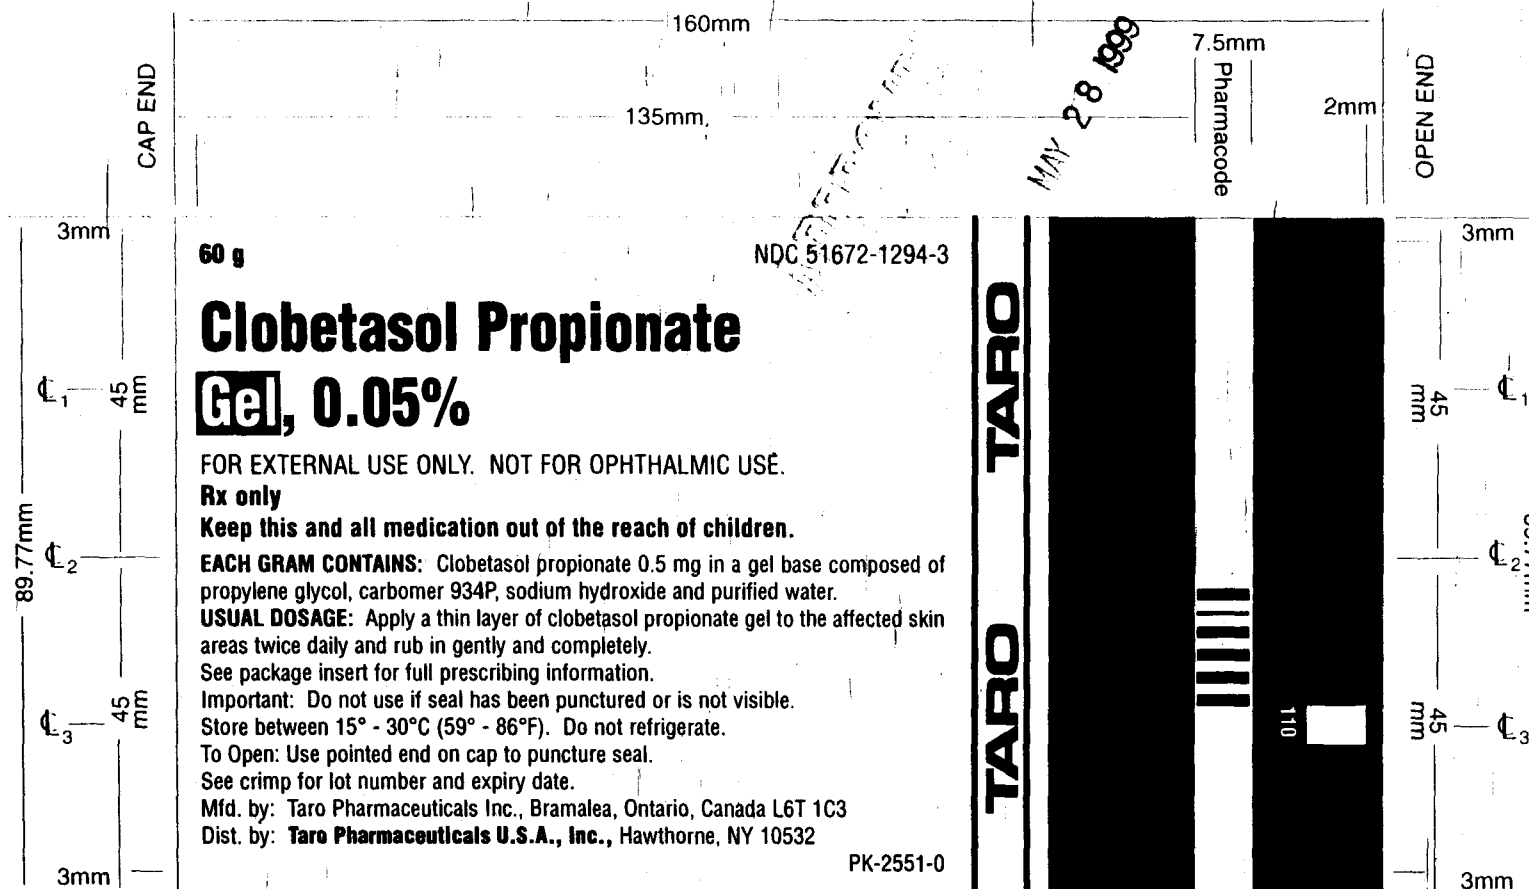 160mm
7.5mm
CAP END
135mm
MAY 28 1999
Pharmacode
2mm
OPEN END
3mm
3mm
60 g
NDC 51672-1294-3
Clobetasol Propionate
Gel, 0.05%
FOR EXTERNAL USE ONLY. NOT FOR OPHTHALMIC USE.
Rx only
Keep this and all medication out of the reach of children.
EACH GRAM CONTAINS: Clobetasol propionate 0.5 mg in a gel base composed of
propylene glycol, carbomer 934P, sodium hydroxide and purified water.
USUAL DOSAGE: Apply a thin layer of clobetasol propionate gel to the affected skin
areas twice daily and rub in gently and completely.
See package insert for full prescribing information.
Important: Do not use if seal has been punctured or is not visible.
Store between 15° - 30°C (59° - 86°F). Do not refrigerate.
To Open: Use pointed end on cap to puncture seal.
See crimp for lot number and expiry date.
Mfd. by: Taro Pharmaceuticals Inc., Bramalea, Ontario, Canada L6T 1C3
Dist. by: Taro Pharmaceuticals U.S.A., Inc., Hawthorne, NY 10532
PK-2551-0
TARO
TARO
110
℄1
45 mm
89.77mm
℄2
℄3
45 mm
3mm
45 mm
℄1
℄2
45 mm
℄3
3mm